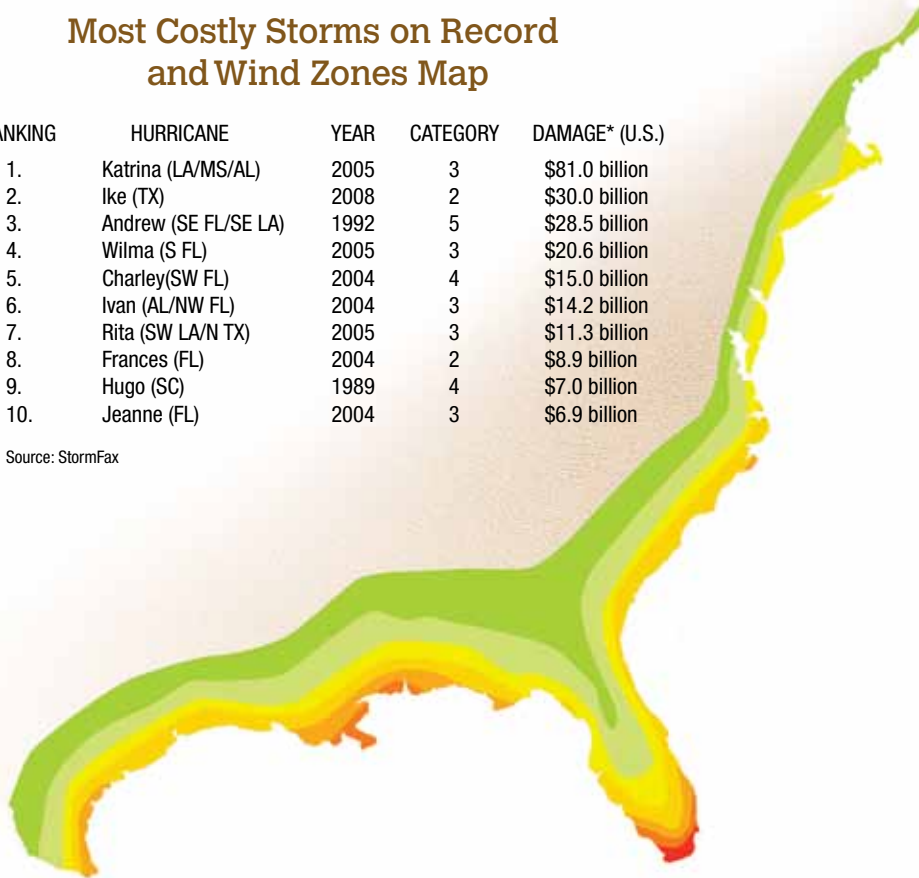 Most Costly Storms on Record
and Wind Zones Map
ANKING HURRICANE YEAR CATEGORY DAMAGE* (U.S.)
1. Katrina (LA/MS/AL) 2005 3 $81.0 billion
2. Ike (TX) 2008 2 $30.0 billion
3. Andrew (SE FL/SE LA) 1992 5 $28.5 billion
4. Wilma (S FL) 2005 3 $20.6 billion
5. Charley(SW FL) 2004 4 $15.0 billion
6. Ivan (AL/NW FL) 2004 3 $14.2 billion
7. Rita (SW LA/N TX) 2005 3 $11.3 billion
8. Frances (FL) 2004 2 $8.9 billion
9. Hugo (SC) 1989 4 $7.0 billion
10. Jeanne (FL) 2004 3 $6.9 billion
Source: StormFax